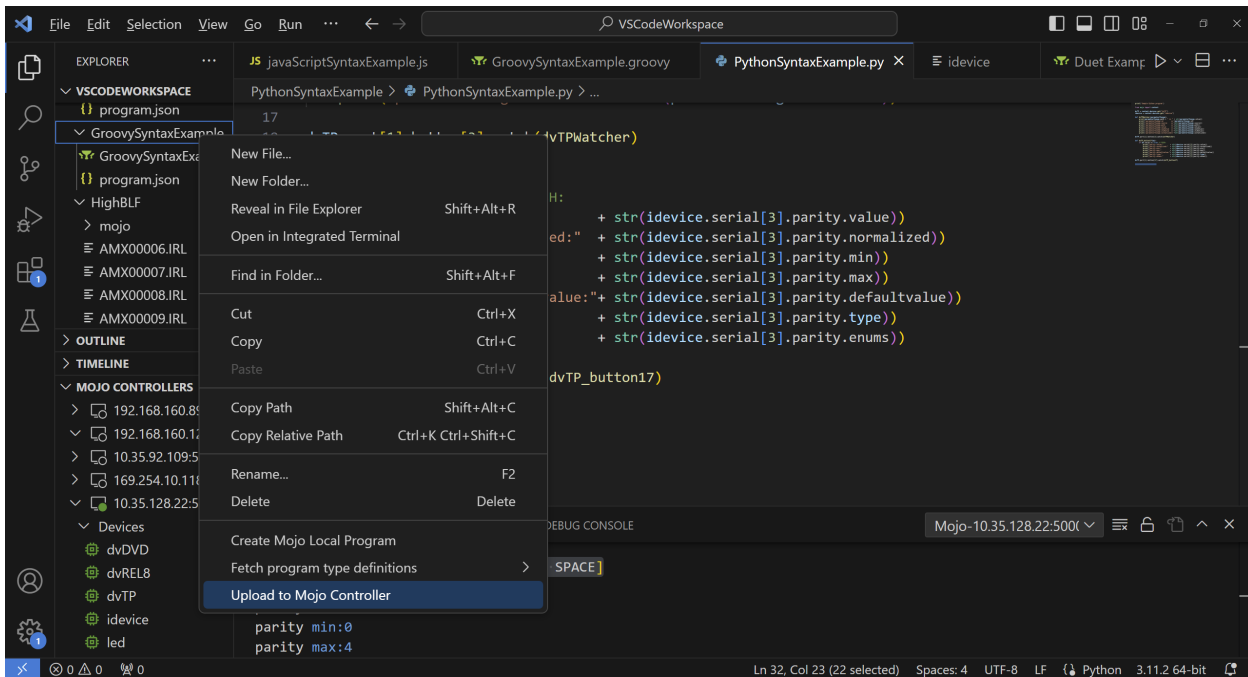 File Edit Selection View Go Run ··· VSCodeWorkspace
EXPLORER ···
JS javaScriptSyntaxExample.js GroovySyntaxExample.groovy PythonSyntaxExample.py idevice Duet Examp ···
VSCODEWORKSPACE
PythonSyntaxExample > PythonSyntaxExample.py > ...
{} program.json
GroovySyntaxExample
GroovySyntaxExa
{} program.json
HighBLF
mojo
AMX00006.IRL
AMX00007.IRL
AMX00008.IRL
AMX00009.IRL
OUTLINE
TIMELINE
MOJO CONTROLLERS
192.168.160.89
192.168.160.12
10.35.92.109:5
169.254.10.118
10.35.128.22:5
Devices
dvDVD
dvREL8
dvTP
idevice
led
New File...
New Folder...
Reveal in File Explorer Shift+Alt+R
Open in Integrated Terminal
Find in Folder... Shift+Alt+F
Cut Ctrl+X
Copy Ctrl+C
Paste Ctrl+V
Copy Path Shift+Alt+C
Copy Relative Path Ctrl+K Ctrl+Shift+C
Rename... F2
Delete Delete
Create Mojo Local Program
Fetch program type definitions >
Upload to Mojo Controller
17
vTPWatcher)
H:
+ str(idevice.serial[3].parity.value))
ed:" + str(idevice.serial[3].parity.normalized))
+ str(idevice.serial[3].parity.min))
+ str(idevice.serial[3].parity.max))
alue:"+ str(idevice.serial[3].parity.defaultvalue))
+ str(idevice.serial[3].parity.type))
+ str(idevice.serial[3].parity.enums))
dvTP_button17)
DEBUG CONSOLE Mojo-10.35.128.22:500(
SPACE]
parity min:0
parity max:4
1
1
0 0 0 Ln 32, Col 23 (22 selected) Spaces: 4 UTF-8 LF Python 3.11.2 64-bit